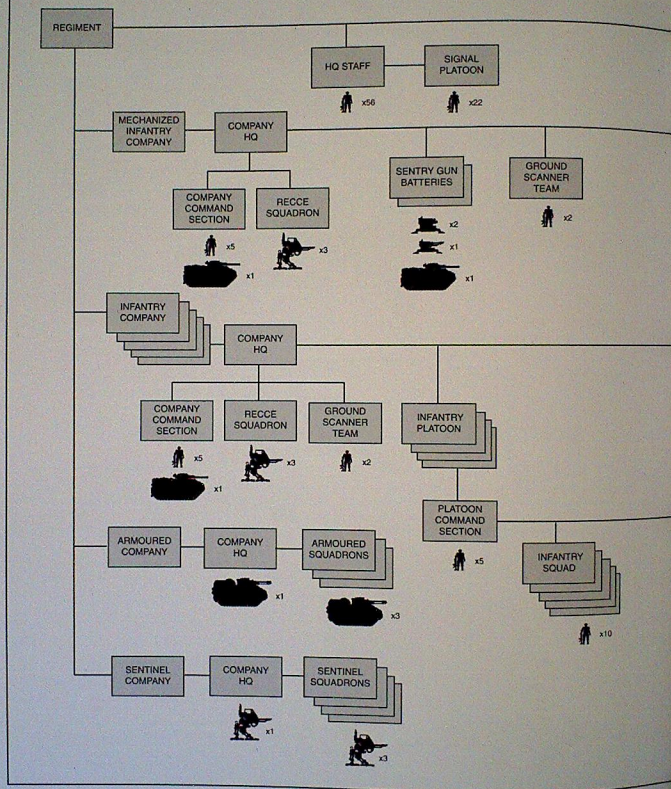 REGIMENT
HQ STAFF
x56
SIGNAL
PLATOON
x22
MECHANIZED
INFANTRY
COMPANY
COMPANY
HQ
COMPANY
COMMAND
SECTION
x5
x1
RECCE
SQUADRON
x3
SENTRY GUN
BATTERIES
x2
x1
x1
GROUND
SCANNER
TEAM
x2
INFANTRY
COMPANY
COMPANY
HQ
COMPANY
COMMAND
SECTION
x5
x1
RECCE
SQUADRON
x3
GROUND
SCANNER
TEAM
x2
INFANTRY
PLATOON
PLATOON
COMMAND
SECTION
x5
INFANTRY
SQUAD
x10
ARMOURED
COMPANY
COMPANY
HQ
x1
ARMOURED
SQUADRONS
x3
SENTINEL
COMPANY
COMPANY
HQ
x1
SENTINEL
SQUADRONS
x3